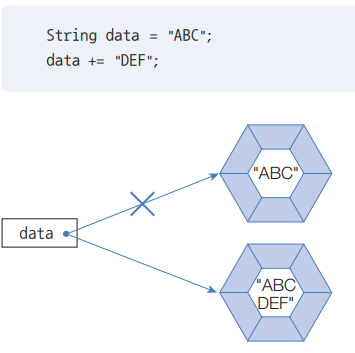 String data = "ABC";
data += "DEF";
"ABC"
data
"ABC
DEF"